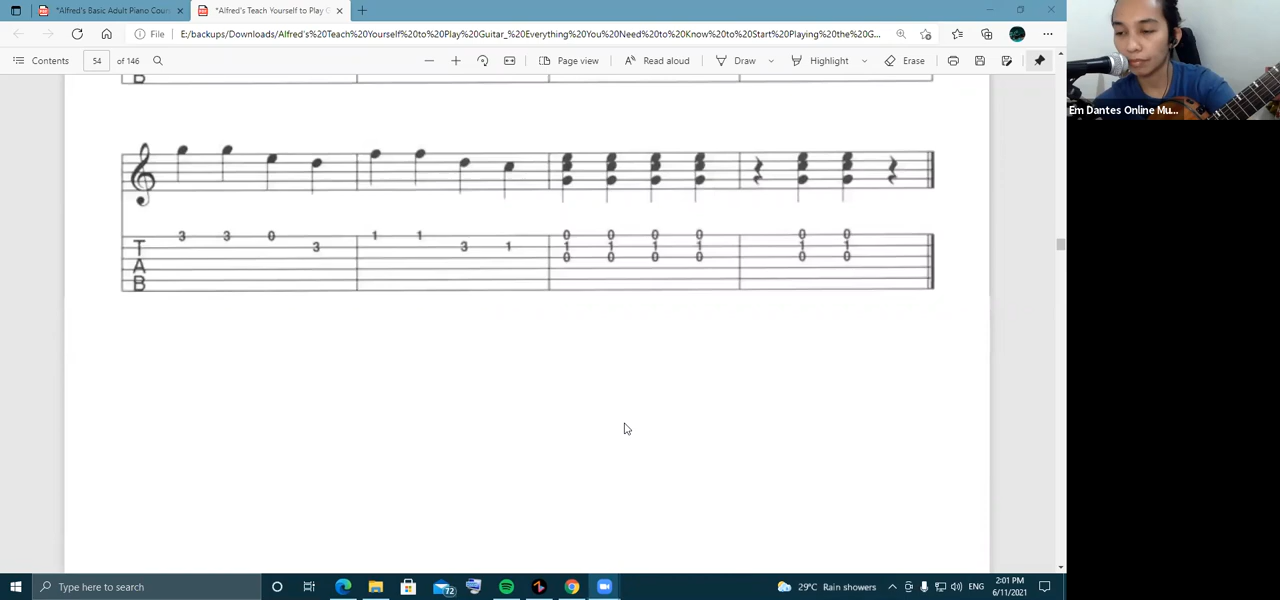 *Alfred's Basic Adult Piano Cou
*Alfred's Teach Yourself to Play G
File
E:/backups/Downloads/Alfred's%20Teach%20Yourself%20to%20Play%20Guitar_%20Everything%20You%20Need%20to%20Know%20to%20Start%20Playing%20the%20G...
Contents
54
of 146
Page view
Read aloud
Draw
Highlight
Erase
Em Dantes Online Mu...
B
3 3 0 3 1 1 3 1 0 0 0 0 0 0
1 1 1 1 1 1
0 0 0 0 0 0
T
A
B
Type here to search
72
29°C Rain showers
ENG
2:01 PM
6/11/2021